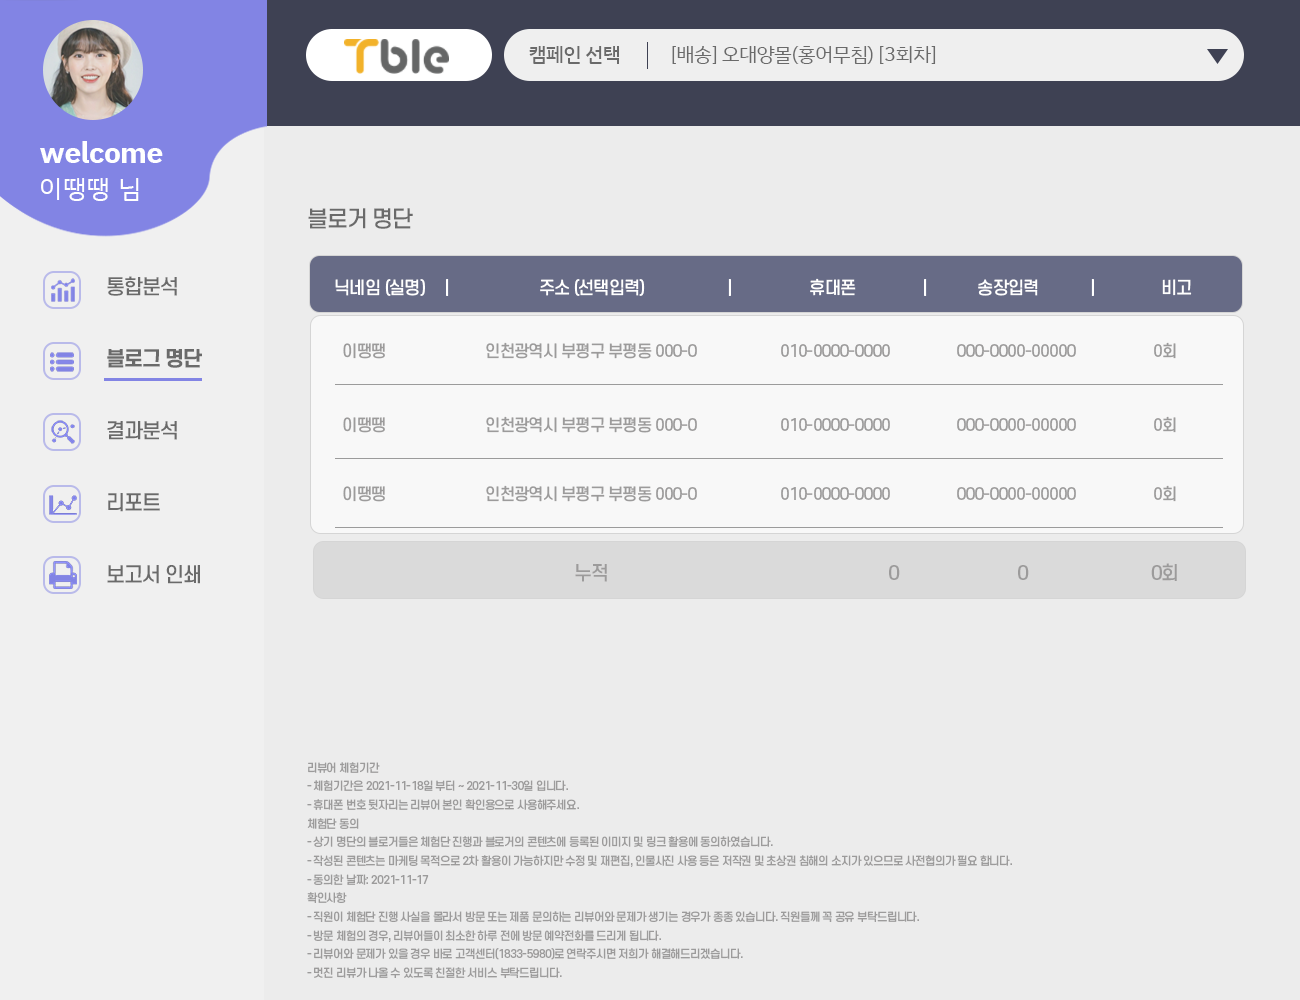 Tble
캠페인 선택 | [배송] 오대양몰(홍어무침) [3회차]
welcome
이땡땡 님
통합분석
블로그 명단
결과분석
리포트
보고서 인쇄
블로거 명단
닉네임 (실명) | 주소 (선택입력) | 휴대폰 | 송장입력 | 비고
이땡땡 인천광역시 부평구 부평동 000-0 010-0000-0000 000-0000-00000 0회
이땡땡 인천광역시 부평구 부평동 000-0 010-0000-0000 000-0000-00000 0회
이땡땡 인천광역시 부평구 부평동 000-0 010-0000-0000 000-0000-00000 0회
누적 0 0 0회
리뷰어 체험기간
- 체험기간은 2021-11-18일 부터 ~ 2021-11-30일 입니다.
- 휴대폰 번호 뒷자리는 리뷰어 본인 확인용으로 사용해주세요.
체험단 동의
- 상기 명단의 블로거들은 체험단 진행과 블로거의 콘텐츠에 등록된 이미지 및 링크 활용에 동의하였습니다.
- 작성된 콘텐츠는 마케팅 목적으로 2차 활용이 가능하지만 수정 및 재편집, 인물사진 사용 등은 저작권 및 초상권 침해의 소지가 있으므로 사전협의가 필요 합니다.
- 동의한 날짜: 2021-11-17
확인사항
- 직원이 체험단 진행 사실을 몰라서 방문 또는 제품 문의하는 리뷰어와 문제가 생기는 경우가 종종 있습니다. 직원들께 꼭 공유 부탁드립니다.
- 방문 체험의 경우, 리뷰어들이 최소한 하루 전에 방문 예약전화를 드리게 됩니다.
- 리뷰어와 문제가 있을 경우 바로 고객센터(1833-5980)로 연락주시면 저희가 해결해드리겠습니다.
- 멋진 리뷰가 나올 수 있도록 친절한 서비스 부탁드립니다.